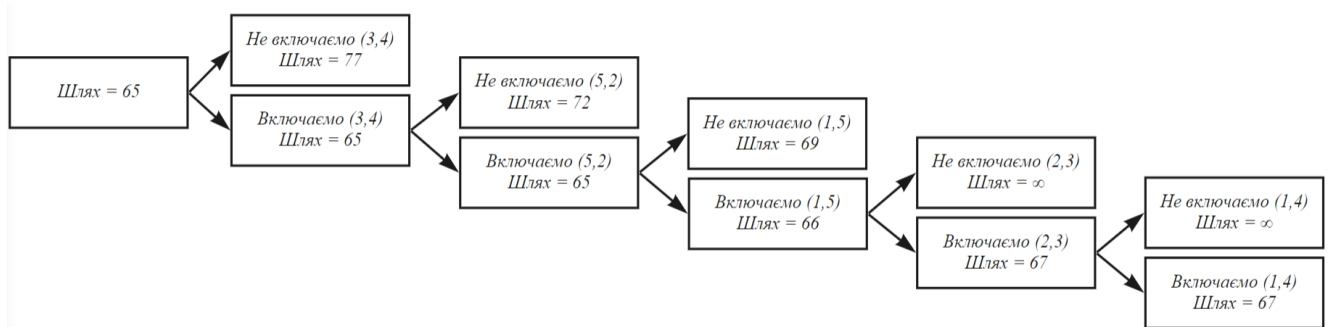 Шлях = 65
Не включаємо (3,4)
Шлях = 77
Включаємо (3,4)
Шлях = 65
Не включаємо (5,2)
Шлях = 72
Включаємо (5,2)
Шлях = 65
Не включаємо (1,5)
Шлях = 69
Включаємо (1,5)
Шлях = 66
Не включаємо (2,3)
Шлях = ∞
Включаємо (2,3)
Шлях = 67
Не включаємо (1,4)
Шлях = ∞
Включаємо (1,4)
Шлях = 67